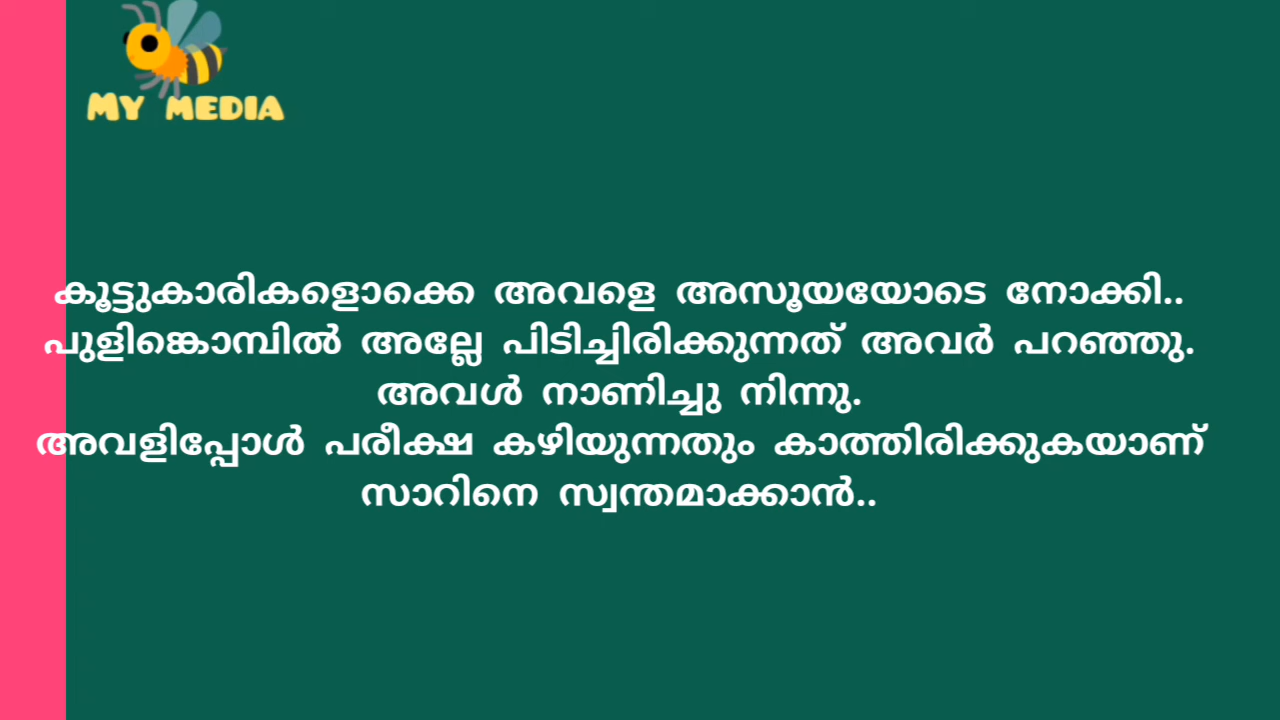 MY MEDIA
കൂട്ടുകാരികളൊക്കെ അവളെ അസൂയയോടെ നോക്കി..
പുളിങ്കൊമ്പിൽ അല്ലേ പിടിച്ചിരിക്കുന്നത് അവർ പറഞ്ഞു.
അവൾ നാണിച്ചു നിന്നു.
അവളിപ്പോൾ പരീക്ഷ കഴിയുന്നതും കാത്തിരിക്കുകയാണ്
സാറിനെ സ്വന്തമാക്കാൻ..